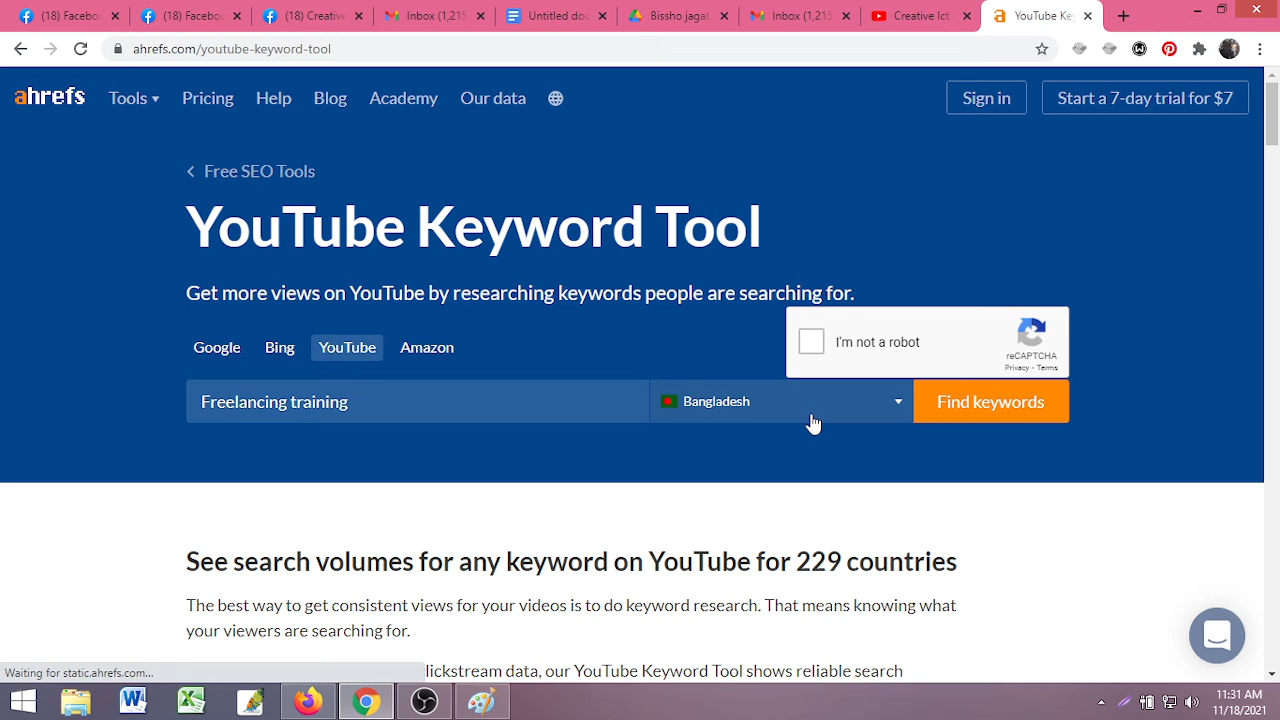 (18) Faceboo
(18) Faceboo
(18) Creative
Inbox (1,215
Untitled doc
Bissho jagat
Inbox (1,215
Creative Ict
YouTube Key
ahrefs.com/youtube-keyword-tool
ahrefs
Tools
Pricing
Help
Blog
Academy
Our data
Sign in
Start a 7-day trial for $7
Free SEO Tools
YouTube Keyword Tool
Get more views on YouTube by researching keywords people are searching for.
Google
Bing
YouTube
Amazon
I'm not a robot
reCAPTCHA
Privacy - Terms
Freelancing training
Bangladesh
Find keywords
See search volumes for any keyword on YouTube for 229 countries
The best way to get consistent views for your videos is to do keyword research. That means knowing what
your viewers are searching for.
lickstream data, our YouTube Keyword Tool shows reliable search
Waiting for static.ahrefs.com...
11:31 AM
11/18/2021